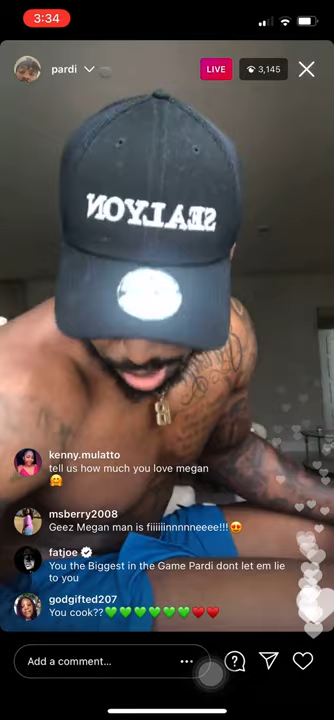 3:34
pardi
LIVE
3,145
SEALYON
kenny.mulatto
tell us how much you love megan
🤗
msberry2008
Geez Megan man is fiiiiiinnnnneeee!!!😍
fatjoe
You the Biggest in the Game Pardi dont let em lie
to you
godgifted207
You cook??💚💚💚💚💚💚❤️❤️
Add a comment...